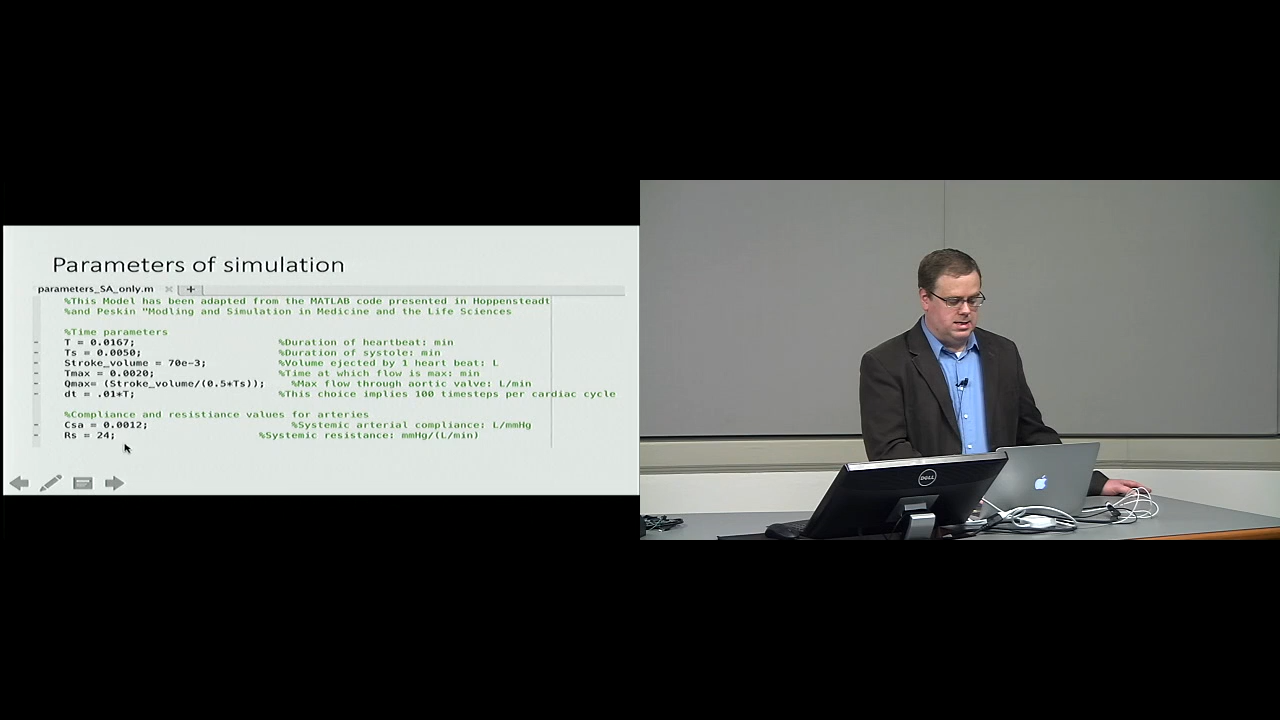 Parameters of simulation
parameters_SA_only.m × +
%This Model has been adapted from the MATLAB code presented in Hoppensteadt
%and Peskin "Modling and Simulation in Medicine and the Life Sciences
%Time parameters
T = 0.0167; %Duration of heartbeat: min
Ts = 0.0050; %Duration of systole: min
Stroke_volume = 70e-3; %Volume ejected by 1 heart beat: L
Tmax = 0.0020; %Time at which flow is max: min
Qmax= (Stroke_volume/(0.5*Ts)); %Max flow through aortic valve: L/min
dt = .01*T; %This choice implies 100 timesteps per cardiac cycle
%Compliance and resistiance values for arteries
Csa = 0.0012; %Systemic arterial compliance: L/mmHg
Rs = 24; %Systemic resistance: mmHg/(L/min)
DELL